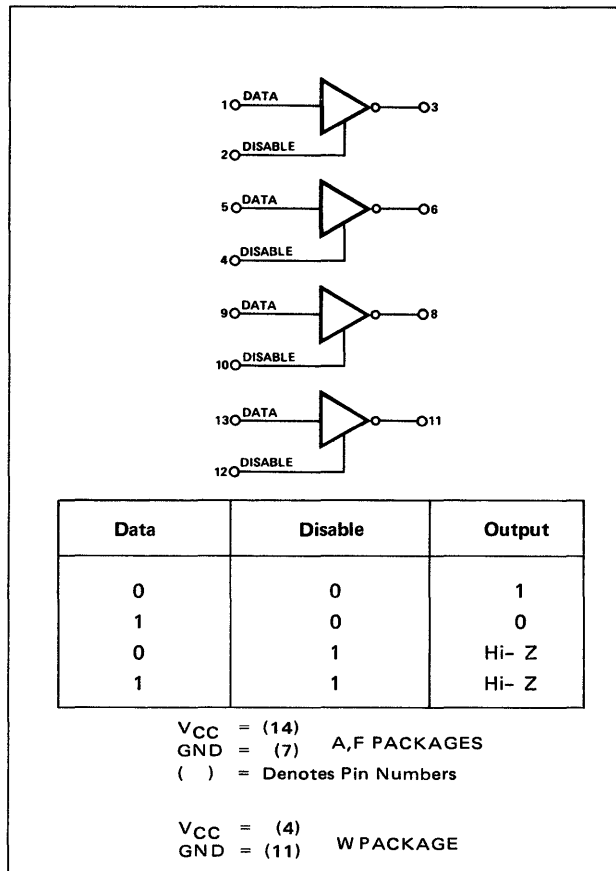 DATA
1 3
DISABLE
2
DATA
5 6
DISABLE
4
DATA
9 8
DISABLE
10
DATA
13 11
DISABLE
12
Data Disable Output
0 0 1
1 0 0
0 1 Hi- Z
1 1 Hi- Z
VCC = (14)
GND = (7) A,F PACKAGES
( ) = Denotes Pin Numbers
VCC = (4)
GND = (11) W PACKAGE